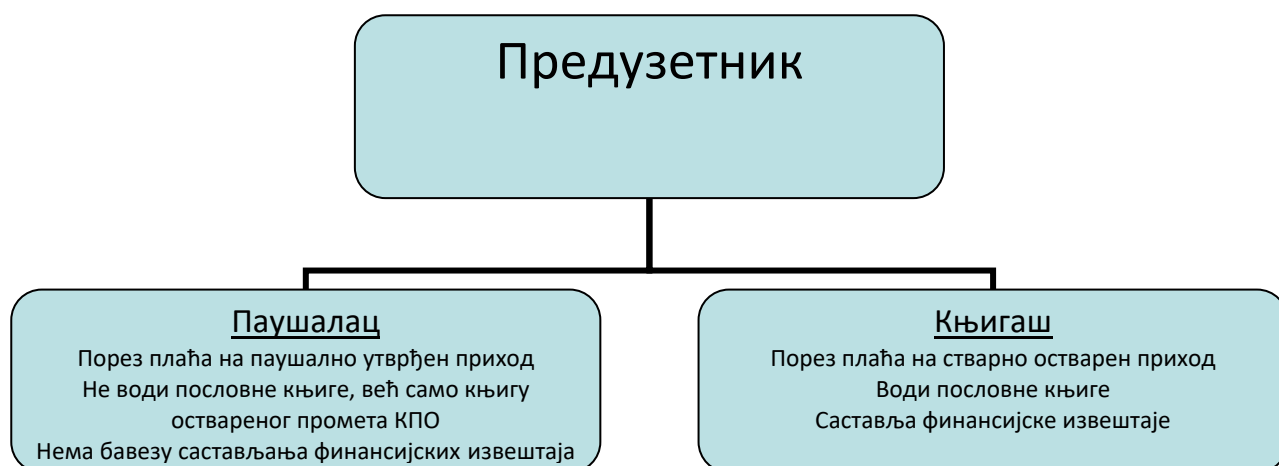 Предузетник
Паушалац
Порез плаћа на паушално утврђен приход
Не води пословне књиге, већ само књигу
оствареног промета КПО
Нема бавезу састављања финансијских извештаја
Књигаш
Порез плаћа на стварно остварен приход
Води пословне књиге
Саставља финансијске извештаје